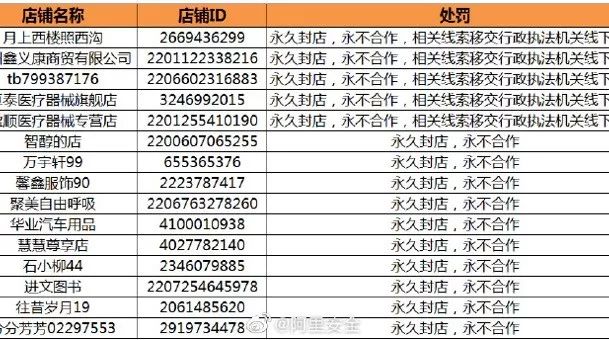 店铺名称 店铺ID 处罚
月上西楼照西沟 2669436299 永久封店，永不合作，相关线索移交行政执法机关线下
鑫义康商贸有限公司 2201122338216 永久封店，永不合作，相关线索移交行政执法机关线下
tb799387176 2206602316883 永久封店，永不合作，相关线索移交行政执法机关线下
泰医疗器械旗舰店 3246992015 永久封店，永不合作，相关线索移交行政执法机关线下
顺医疗器械专营店 2201255410190 永久封店，永不合作，相关线索移交行政执法机关线下
智醇的店 2200607065255 永久封店，永不合作
万宇轩99 655365376 永久封店，永不合作
馨鑫服饰90 2223787417 永久封店，永不合作
聚美自由呼吸 2206763278260 永久封店，永不合作
华业汽车用品 4100010938 永久封店，永不合作
慧慧尊享店 4027782140 永久封店，永不合作
石小柳44 2346079885 永久封店，永不合作
进文图书 2207254645978 永久封店，永不合作
往昔岁月19 2061485620 永久封店，永不合作
分芳芳02297553 2919734478 永久封店，永不合作
@阿里安全